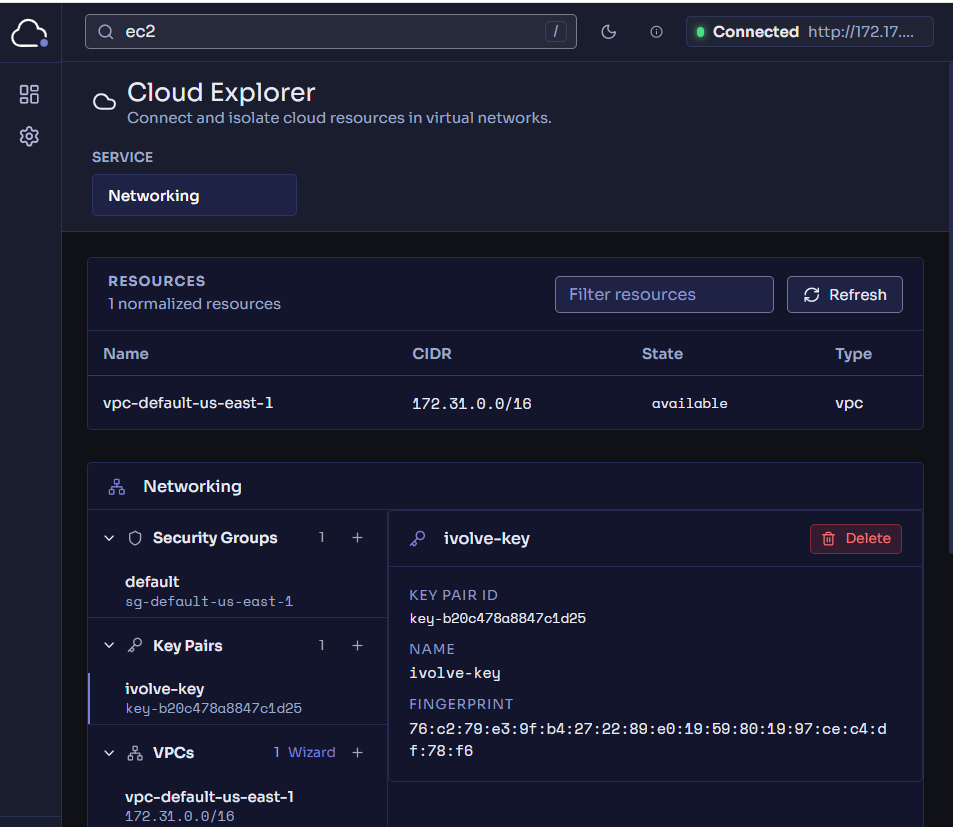 ec2 /
Connected http://172.17....
Cloud Explorer
Connect and isolate cloud resources in virtual networks.
SERVICE
Networking
RESOURCES
1 normalized resources
Filter resources
Refresh
Name CIDR State Type
vpc-default-us-east-1 172.31.0.0/16 available vpc
Networking
Security Groups 1 +
default
sg-default-us-east-1
Key Pairs 1 +
ivolve-key
key-b20c478a8847c1d25
VPCs 1 Wizard +
vpc-default-us-east-1
172.31.0.0/16
ivolve-key
Delete
KEY PAIR ID
key-b20c478a8847c1d25
NAME
ivolve-key
FINGERPRINT
76:c2:79:e3:9f:b4:27:22:89:e0:19:59:80:19:97:ce:c4:d
f:78:f6